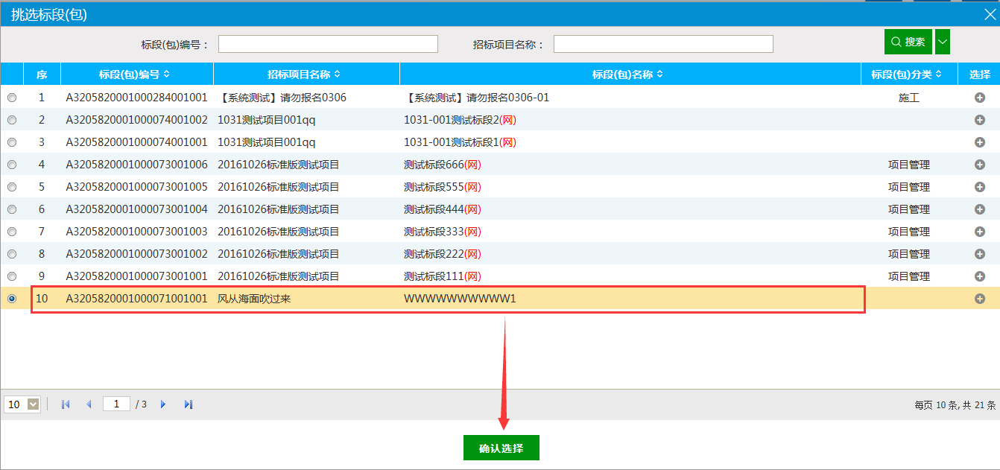 挑选标段(包)
标段(包)编号： 招标项目名称： 搜索
序 标段(包)编号 招标项目名称 标段(包)名称 标段(包)分类 选择
1 A3205820001000284001001 【系统测试】请勿报名0306 【系统测试】请勿报名0306-01 施工
2 A3205820001000074001002 1031测试项目001qq 1031-001测试标段2(网)
3 A3205820001000074001001 1031测试项目001qq 1031-001测试标段1(网)
4 A3205820001000073001006 20161026标准版测试项目 测试标段666(网) 项目管理
5 A3205820001000073001005 20161026标准版测试项目 测试标段555(网) 项目管理
6 A3205820001000073001004 20161026标准版测试项目 测试标段444(网) 项目管理
7 A3205820001000073001003 20161026标准版测试项目 测试标段333(网) 项目管理
8 A3205820001000073001002 20161026标准版测试项目 测试标段222(网) 项目管理
9 A3205820001000073001001 20161026标准版测试项目 测试标段111(网) 项目管理
10 A3205820001000071001001 风从海面吹过来 WWWWWWWWWW1
10 1 / 3 每页 10 条, 共 21 条
确认选择